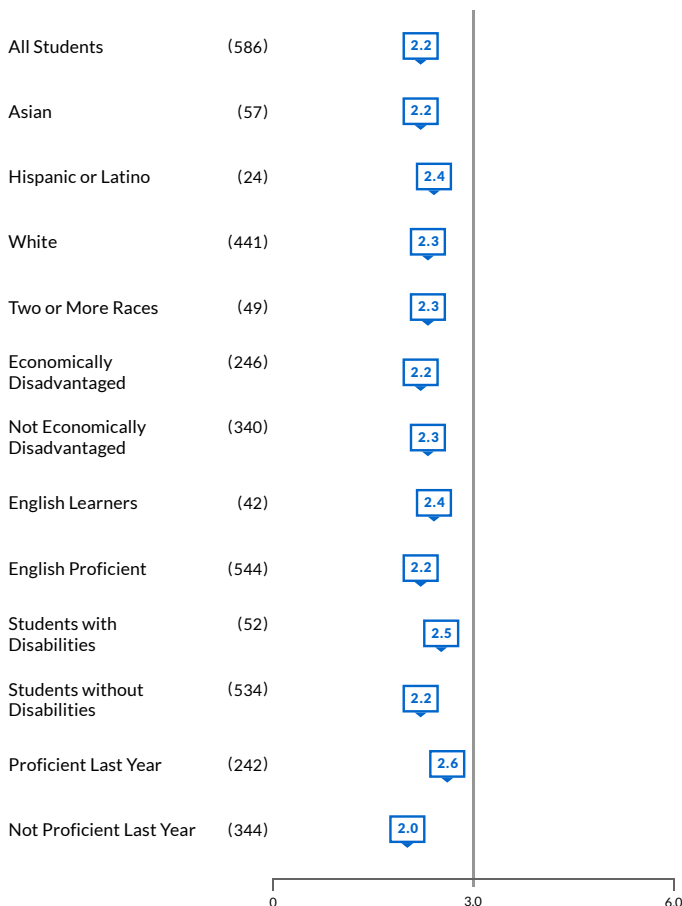 All Students (586) 2.2
Asian (57) 2.2
Hispanic or Latino (24) 2.4
White (441) 2.3
Two or More Races (49) 2.3
Economically (246)
Disadvantaged 2.2
Not Economically (340)
Disadvantaged 2.3
English Learners (42) 2.4
English Proficient (544) 2.2
Students with (52)
Disabilities 2.5
Students without (534)
Disabilities 2.2
Proficient Last Year (242) 2.6
Not Proficient Last Year (344) 2.0
0 3.0 6.0